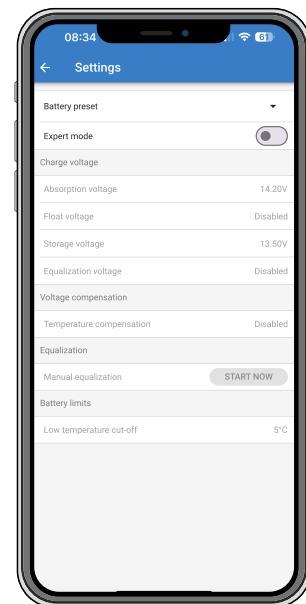 08:34 61
Settings
Battery preset
Expert mode
Charge voltage
Absorption voltage 14.20V
Float voltage Disabled
Storage voltage 13.50V
Equalization voltage Disabled
Voltage compensation
Temperature compensation Disabled
Equalization
Manual equalization START NOW
Battery limits
Low temperature cut-off 5°C